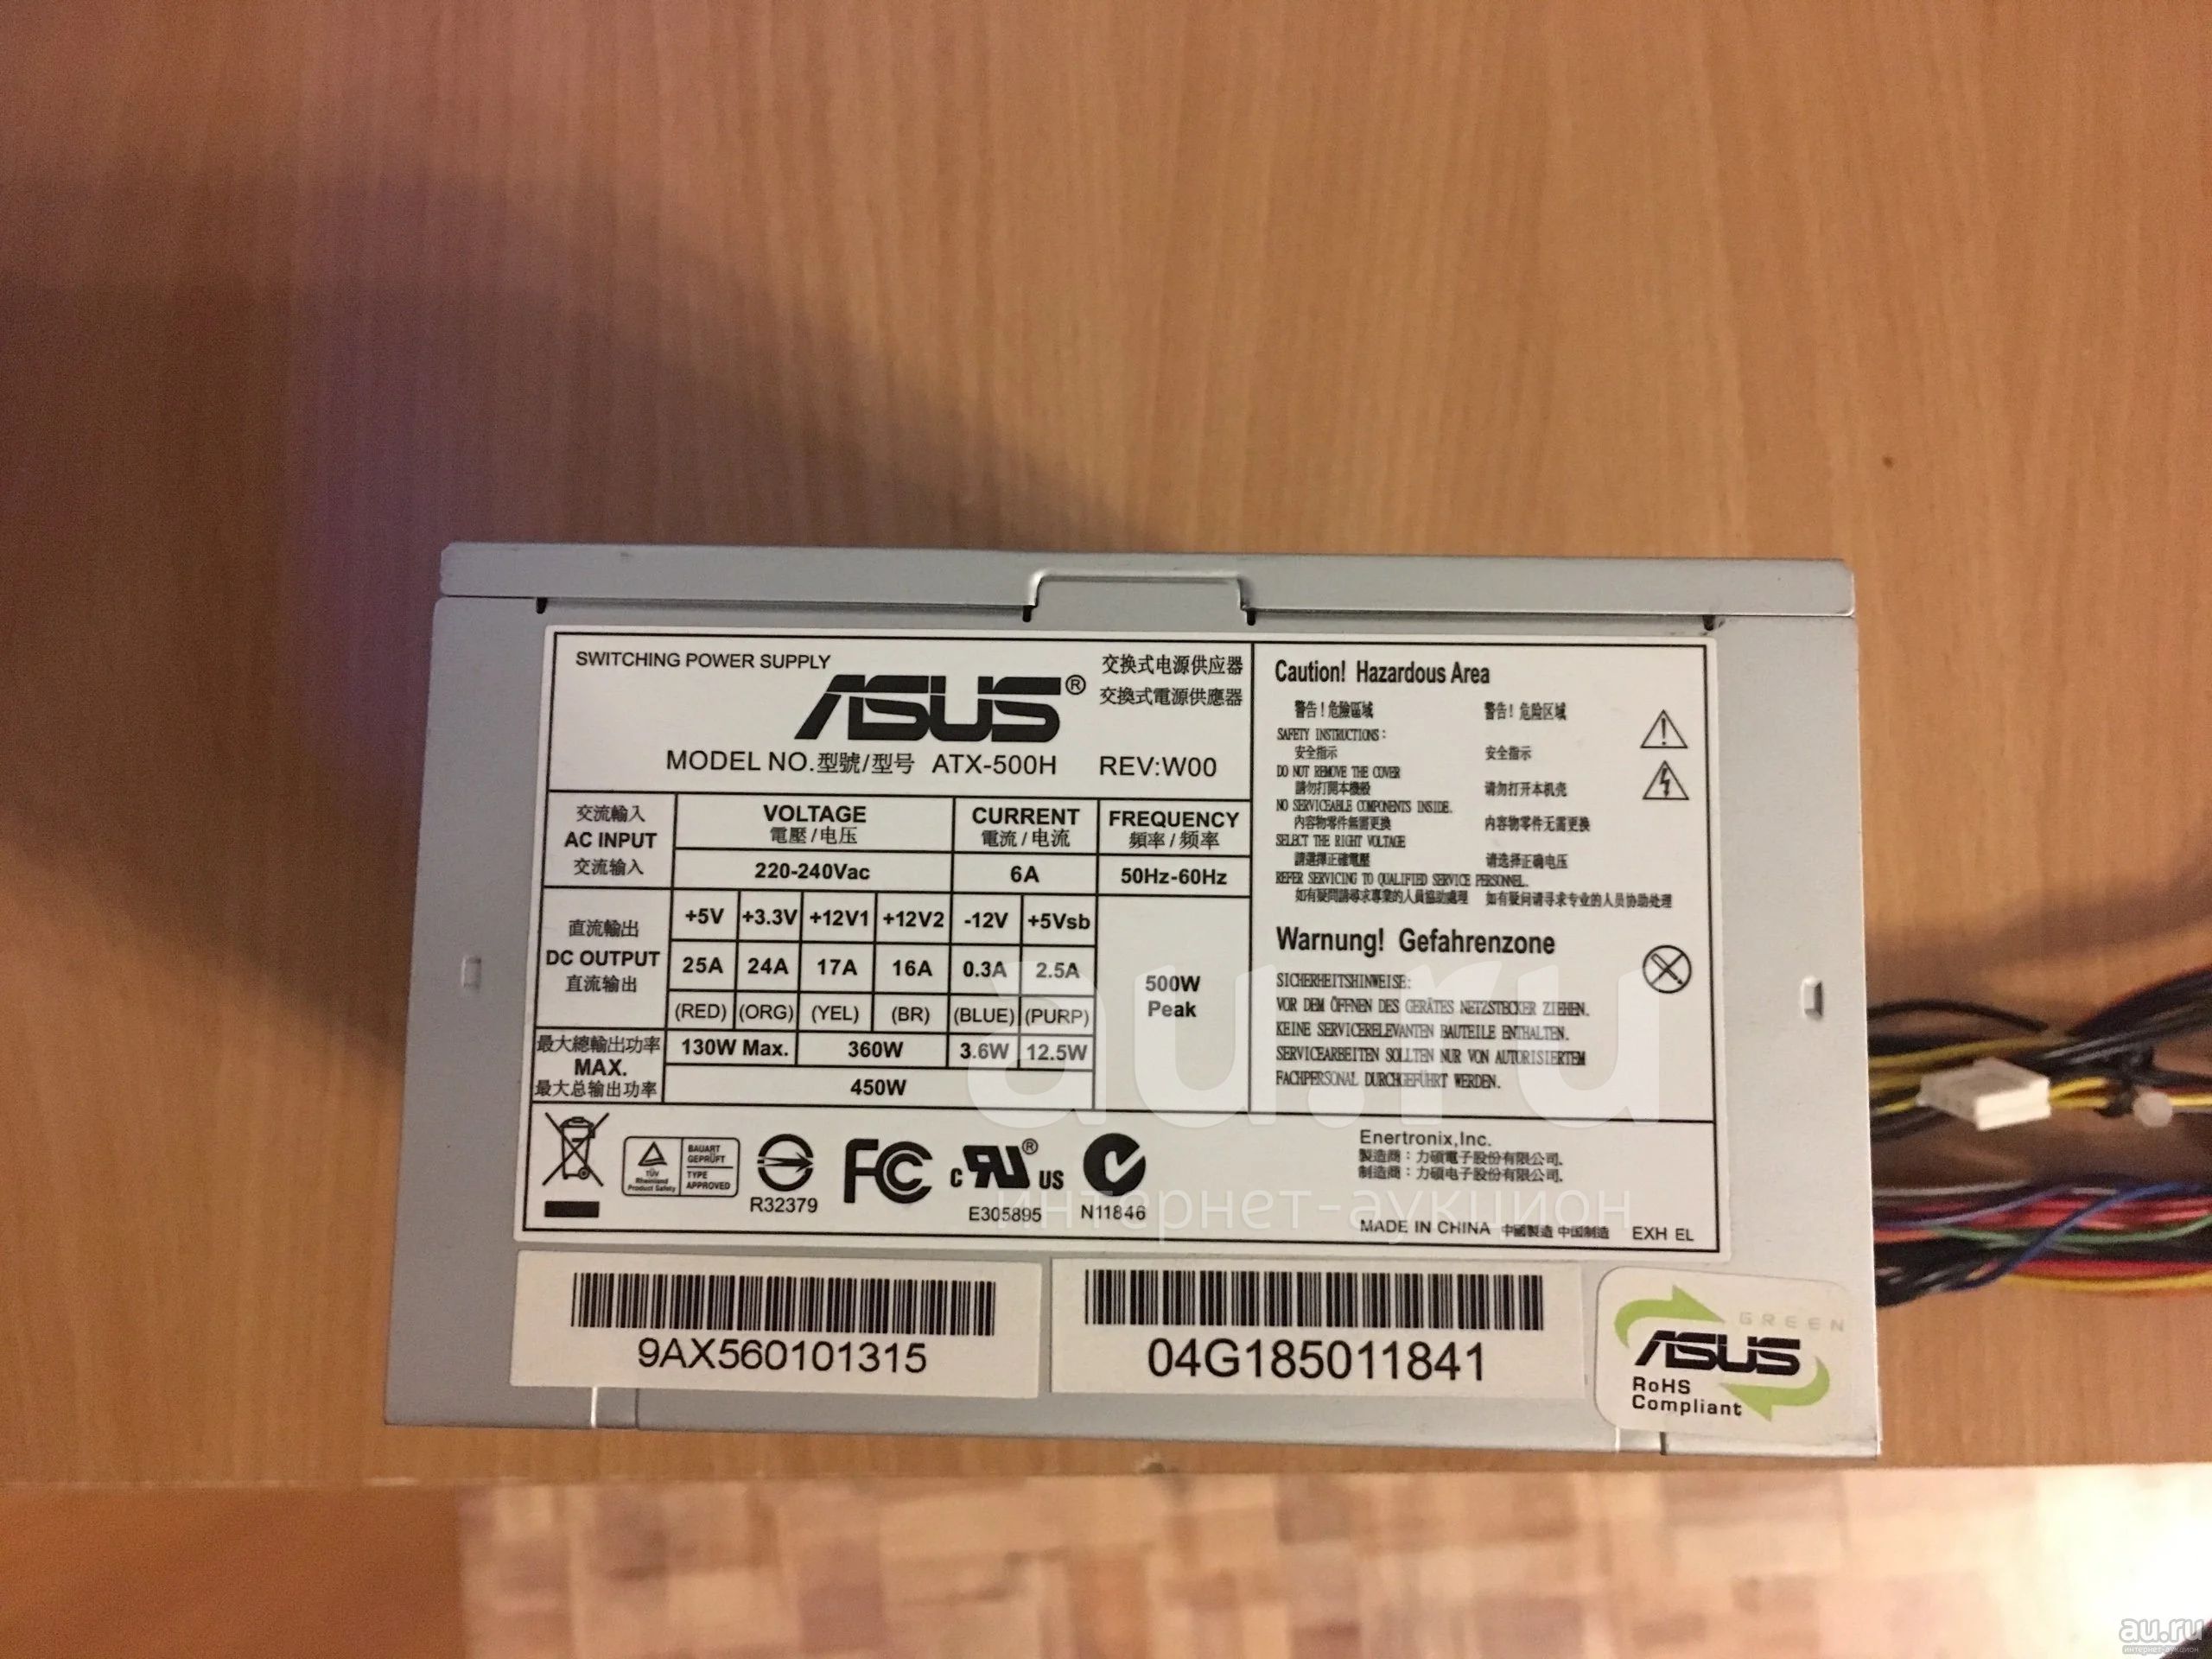 SWITCHING POWER SUPPLY
交换式电源供应器
ASUS®
交換式電源供應器
MODEL NO.型號/型号 ATX-500H REV:W00
交流輸入
AC INPUT
交流输入
VOLTAGE
電壓/电压
CURRENT
電流/电流
FREQUENCY
頻率/频率
220-240Vac 6A 50Hz-60Hz
直流輸出
DC OUTPUT
直流输出
+5V +3.3V +12V1 +12V2 -12V +5Vsb
25A 24A 17A 16A 0.3A 2.5A
(RED) (ORG) (YEL) (BR) (BLUE) (PURP)
500W
Peak
最大總輸出功率
MAX.
最大总输出功率
130W Max. 360W 3.6W 12.5W
450W
Caution! Hazardous Area
警告！危險區域 警告！危险区域
SAFETY INSTRUCTIONS:
安全指示 安全指示
DO NOT REMOVE THE COVER
請勿打開本機殼 请勿打开本机壳
NO SERVICEABLE COMPONENTS INSIDE.
內容物零件無需更換 内容物零件无需更换
SELECT THE RIGHT VOLTAGE
請選擇正確電壓 请选择正确电压
REFER SERVICING TO QUALIFIED SERVICE PERSONNEL.
如有疑問請尋求專業的人員協助處理 如有疑问请寻求专业的人员协助处理
Warnung! Gefahrenzone
SICHERHEITSHINWEISE:
VOR DEM ÖFFNEN DES GERÄTES NETZSTECKER ZIEHEN.
KEINE SERVICERELEVANTEN BAUTEILE ENTHALTEN.
SERVICEARBEITEN SOLLTEN NUR VON AUTORISIERTEM
FACHPERSONAL DURCHGEFÜHRT WERDEN.
TÜV
Rheinland
Product Safety
BAUART
GEPRÜFT
TYPE
APPROVED
R32379
FC
c RU® US
E305895
N11846
Enertronix,Inc.
製造商：力碩電子股份有限公司.
制造商：力硕电子股份有限公司.
MADE IN CHINA 中國製造 中国制造 EXH EL
9AX560101315
04G185011841
GREEN
ASUS
RoHS
Compliant
au.ru
интернет-аукцион
au.ru
интернет-аукцион